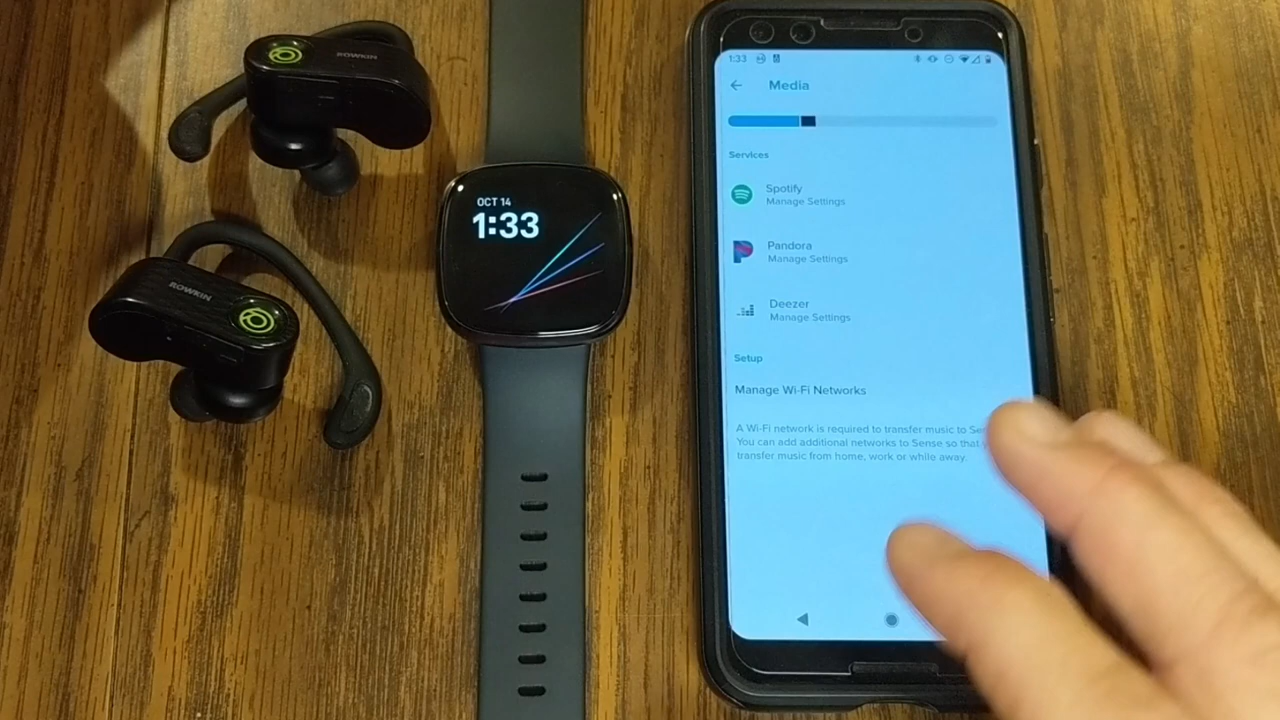 ROWKIN
ROWKIN
OCT 14
1:33
1:33
Media
Services
Spotify
Manage Settings
Pandora
Manage Settings
Deezer
Manage Settings
Setup
Manage Wi-Fi Networks
A Wi-Fi network is required to transfer music to
You can add additional networks to Sense so that
transfer music from home, work or while away.